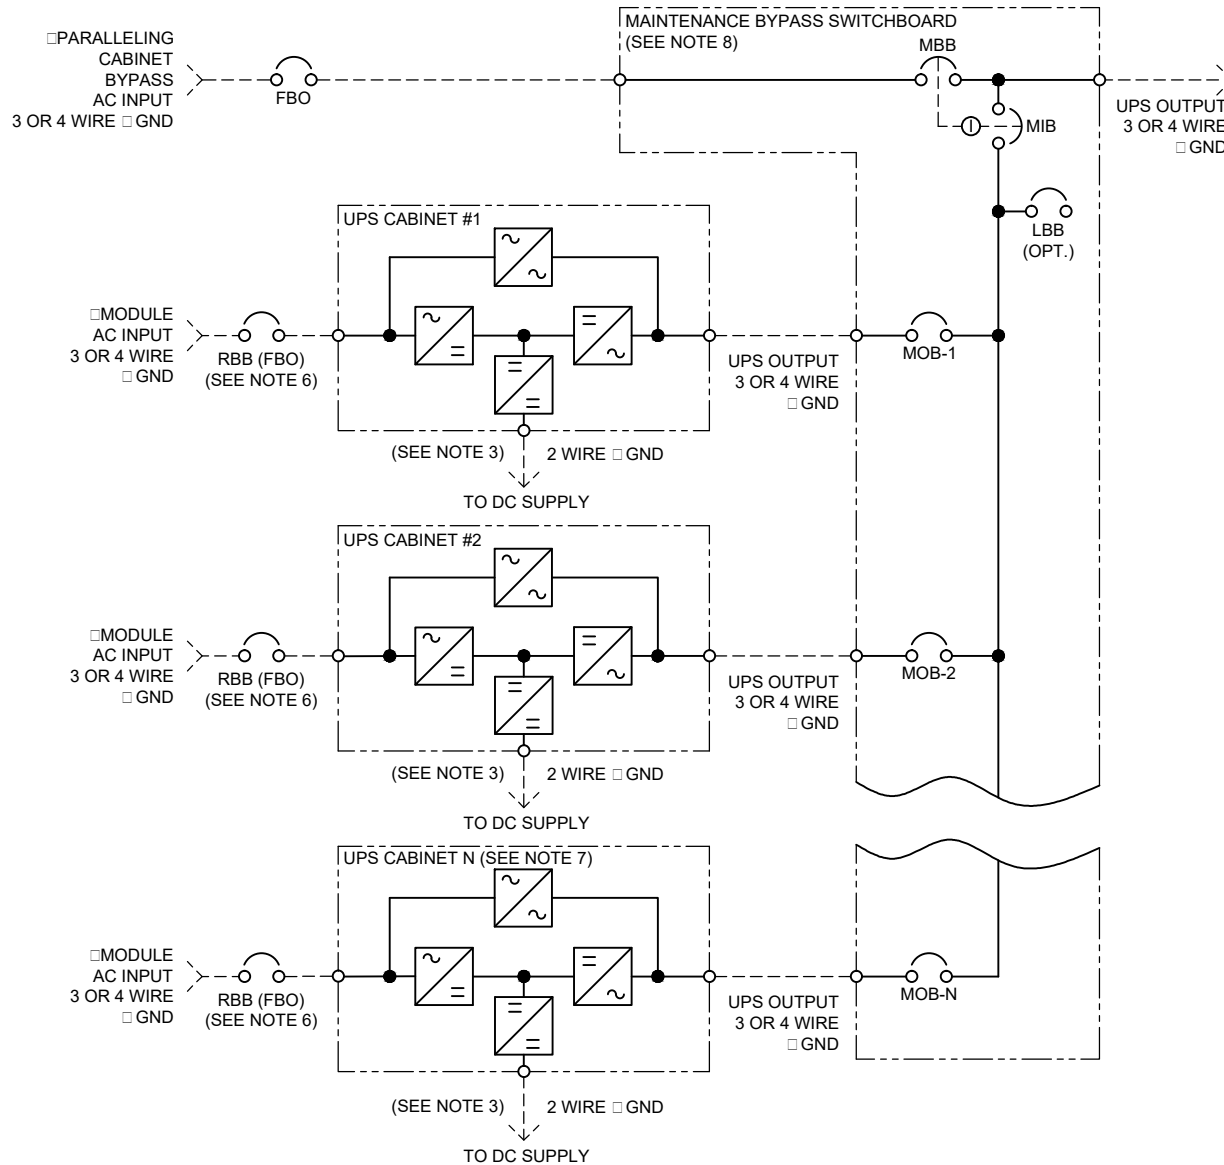 MAINTENANCE BYPASS SWITCHBOARD
(SEE NOTE 8)
□PARALLELING
CABINET
BYPASS
AC INPUT
3 OR 4 WIRE □ GND
FBO
MBB
MIB
UPS OUTPUT
3 OR 4 WIRE
□ GND
LBB
(OPT.)
UPS CABINET #1
□MODULE
AC INPUT
3 OR 4 WIRE
□ GND
RBB (FBO)
(SEE NOTE 6)
UPS OUTPUT
3 OR 4 WIRE
□ GND
MOB-1
(SEE NOTE 3)
2 WIRE □ GND
TO DC SUPPLY
UPS CABINET #2
□MODULE
AC INPUT
3 OR 4 WIRE
□ GND
RBB (FBO)
(SEE NOTE 6)
UPS OUTPUT
3 OR 4 WIRE
□ GND
MOB-2
(SEE NOTE 3)
2 WIRE □ GND
TO DC SUPPLY
UPS CABINET N (SEE NOTE 7)
□MODULE
AC INPUT
3 OR 4 WIRE
□ GND
RBB (FBO)
(SEE NOTE 6)
UPS OUTPUT
3 OR 4 WIRE
□ GND
MOB-N
(SEE NOTE 3)
2 WIRE □ GND
TO DC SUPPLY